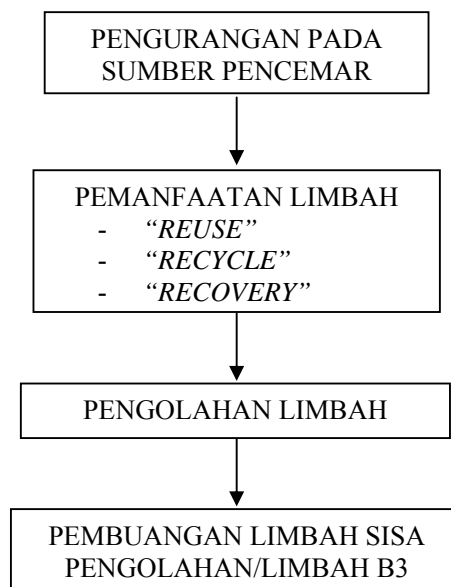 PENGURANGAN PADA
SUMBER PENCEMAR
PEMANFAATAN LIMBAH
- “REUSE”
- “RECYCLE”
- “RECOVERY”
PENGOLAHAN LIMBAH
PEMBUANGAN LIMBAH SISA
PENGOLAHAN/LIMBAH B3